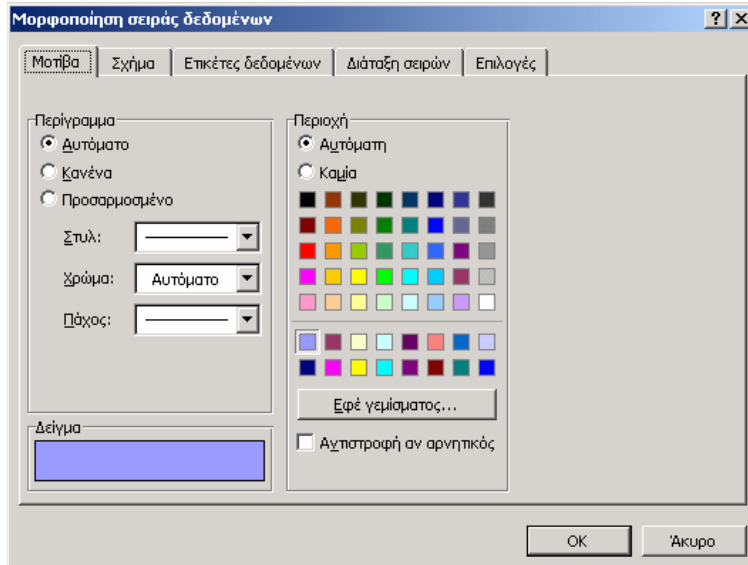 Μορφοποίηση σειράς δεδομένων
Μοτίβα Σχήμα Ετικέτες δεδομένων Διάταξη σειρών Επιλογές
Περίγραμμα
Αυτόματο
Κανένα
Προσαρμοσμένο
Στυλ:
Χρώμα: Αυτόματο
Πάχος:
Δείγμα
Περιοχή
Αυτόματη
Καμία
Εφέ γεμίσματος...
Αντιστροφή αν αρνητικός
OK Άκυρο